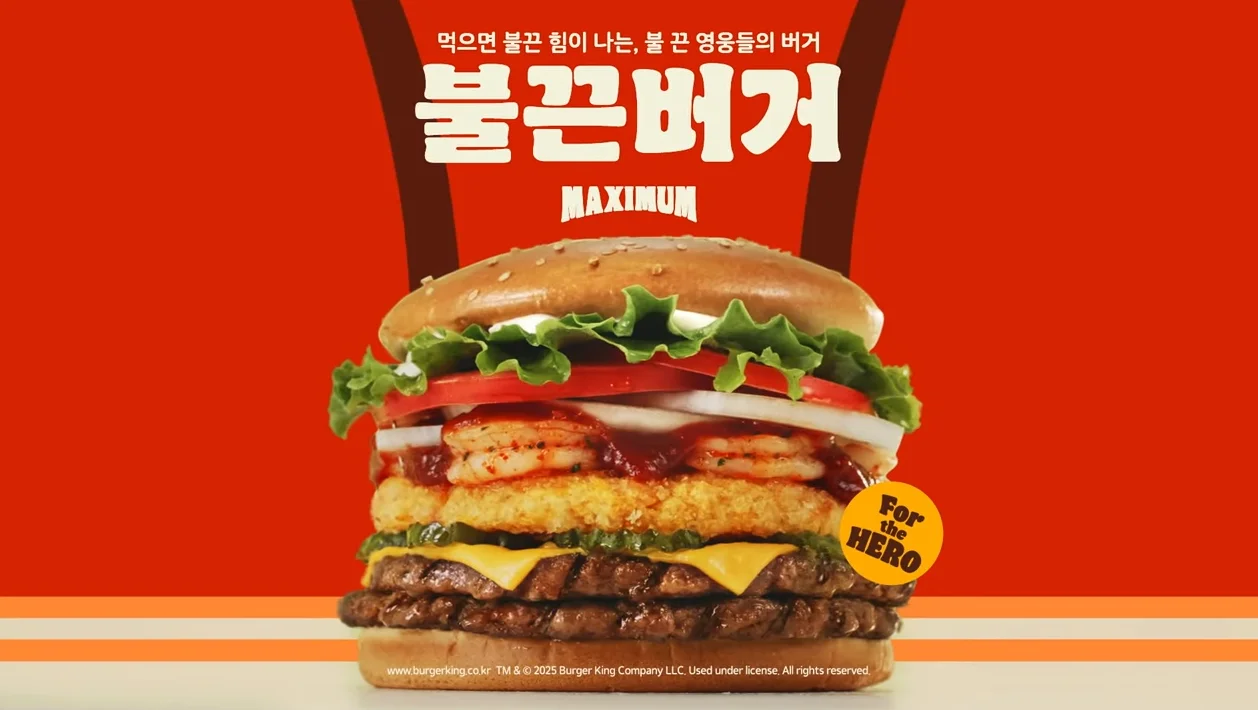 먹으면 불끈 힘이 나는, 불 끈 영웅들의 버거
불끈버거
MAXIMUM
For
the
HERO
www.burgerking.co.kr TM & © 2025 Burger King Company LLC. Used under license. All rights reserved.